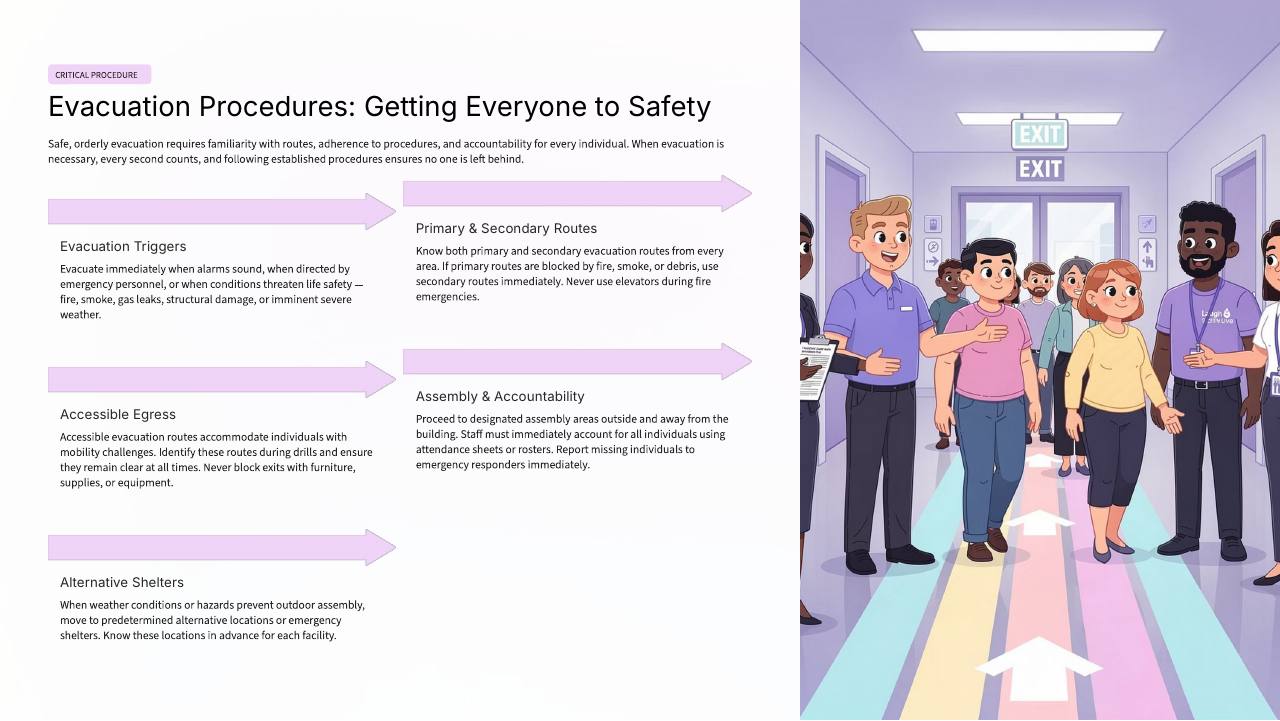 CRITICAL PROCEDURE
Evacuation Procedures: Getting Everyone to Safety
Safe, orderly evacuation requires familiarity with routes, adherence to procedures, and accountability for every individual. When evacuation is
necessary, every second counts, and following established procedures ensures no one is left behind.
Evacuation Triggers
Evacuate immediately when alarms sound, when directed by
emergency personnel, or when conditions threaten life safety —
fire, smoke, gas leaks, structural damage, or imminent severe
weather.
Primary & Secondary Routes
Know both primary and secondary evacuation routes from every
area. If primary routes are blocked by fire, smoke, or debris, use
secondary routes immediately. Never use elevators during fire
emergencies.
Accessible Egress
Accessible evacuation routes accommodate individuals with
mobility challenges. Identify these routes during drills and ensure
they remain clear at all times. Never block exits with furniture,
supplies, or equipment.
Assembly & Accountability
Proceed to designated assembly areas outside and away from the
building. Staff must immediately account for all individuals using
attendance sheets or rosters. Report missing individuals to
emergency responders immediately.
Alternative Shelters
When weather conditions or hazards prevent outdoor assembly,
move to predetermined alternative locations or emergency
shelters. Know these locations in advance for each facility.
EXIT
EXIT
Laugh